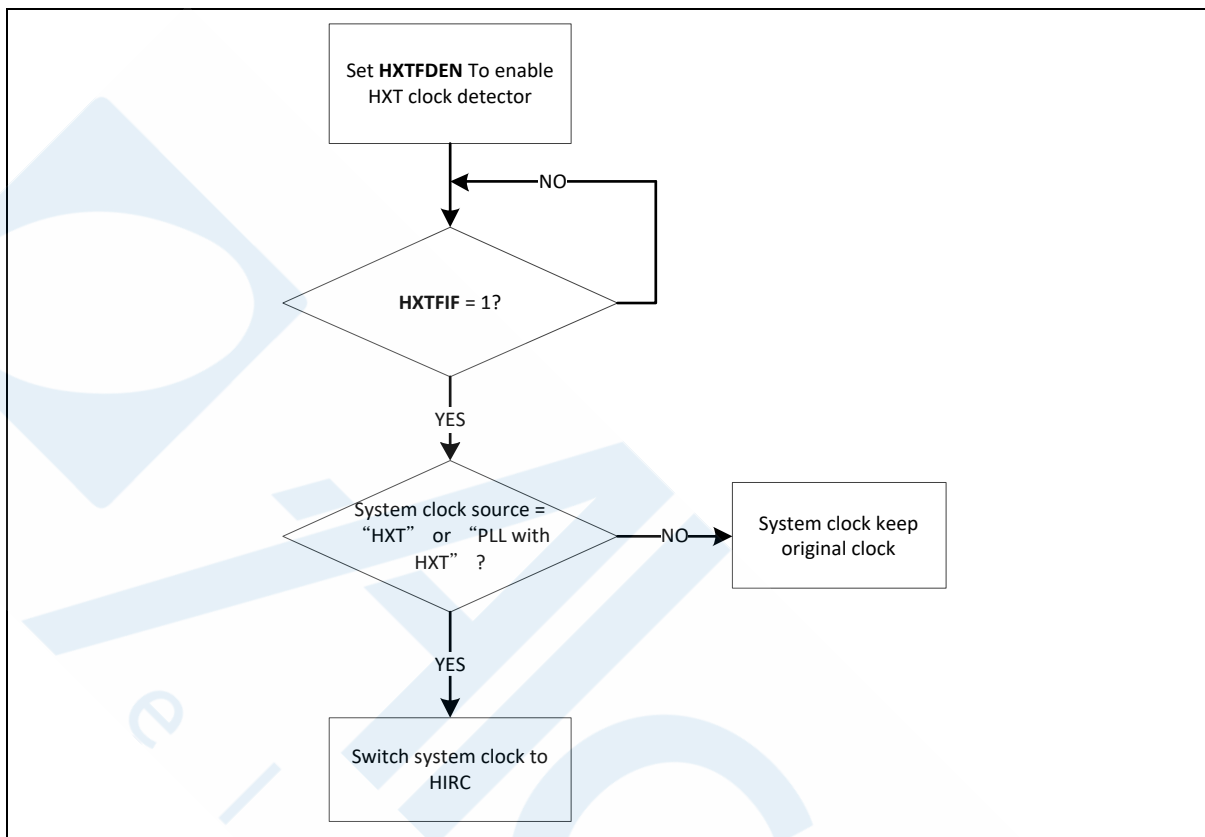 Set HXTFDEN To enable
HXT clock detector
NO
HXTFIF = 1?
YES
System clock source =
“HXT” or “PLL with
HXT” ?
NO
System clock keep
original clock
YES
Switch system clock to
HIRC